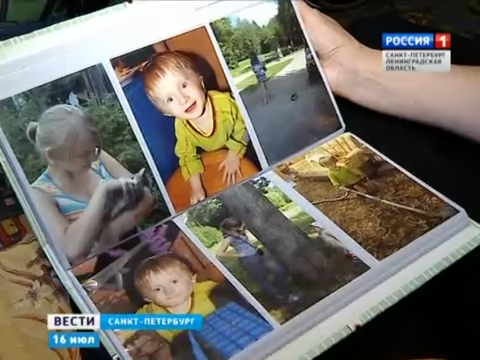 РОССИЯ 1
САНКТ-ПЕТЕРБУРГ
ЛЕНИНГРАДСКАЯ
ОБЛАСТЬ
ВЕСТИ САНКТ-ПЕТЕРБУРГ
16 июл